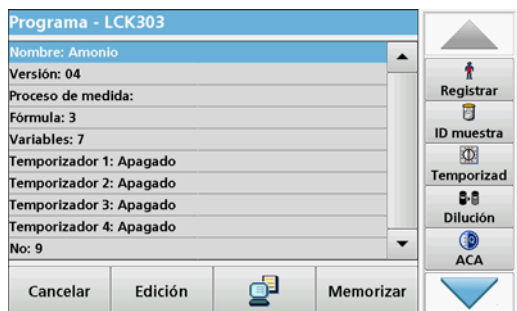 Programa - LCK303
Nombre: Amonio
Versión: 04
Proceso de medida:
Fórmula: 3
Variables: 7
Temporizador 1: Apagado
Temporizador 2: Apagado
Temporizador 3: Apagado
Temporizador 4: Apagado
No: 9
Cancelar
Edición
Memorizar
Registrar
ID muestra
Temporizad
Dilución
ACA